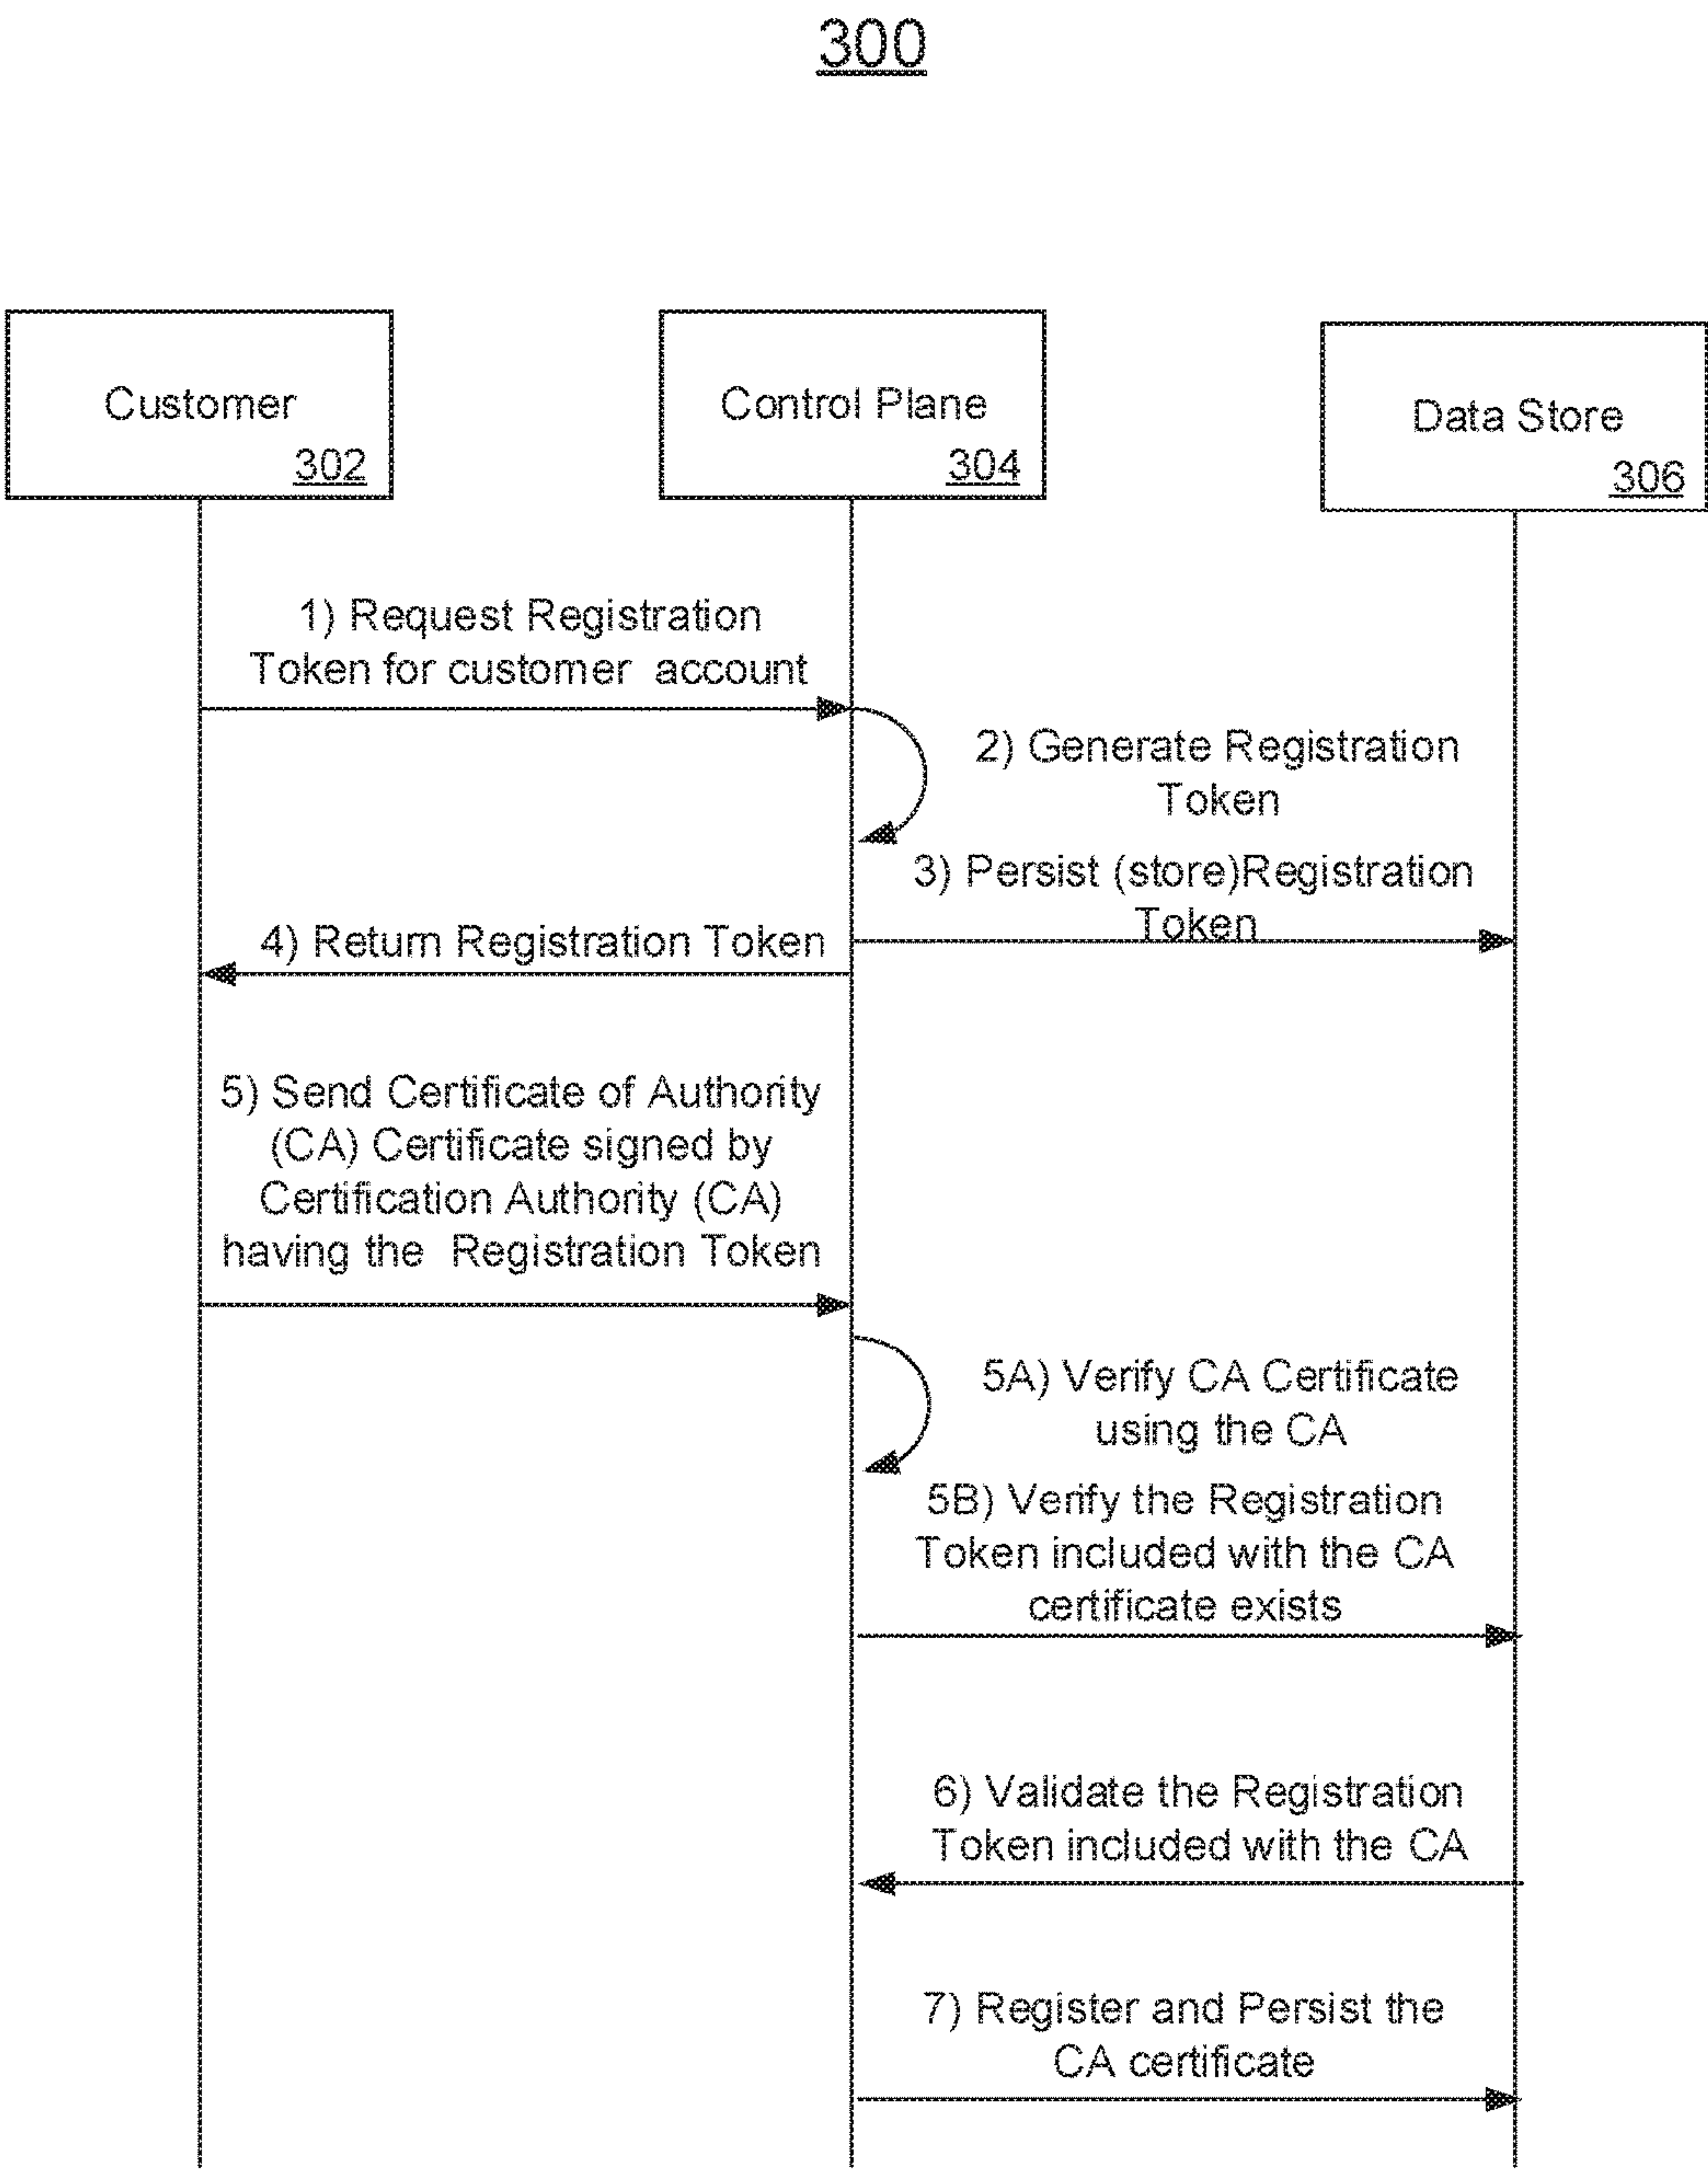 300
Customer
302
Control Plane
304
Data Store
306
1) Request Registration
Token for customer account
2) Generate Registration
Token
3) Persist (store)Registration
Token
4) Return Registration Token
5) Send Certificate of Authority
(CA) Certificate signed by
Certification Authority (CA)
having the Registration Token
5A) Verify CA Certificate
using the CA
5B) Verify the Registration
Token included with the CA
certificate exists
6) Validate the Registration
Token included with the CA
7) Register and Persist the
CA certificate